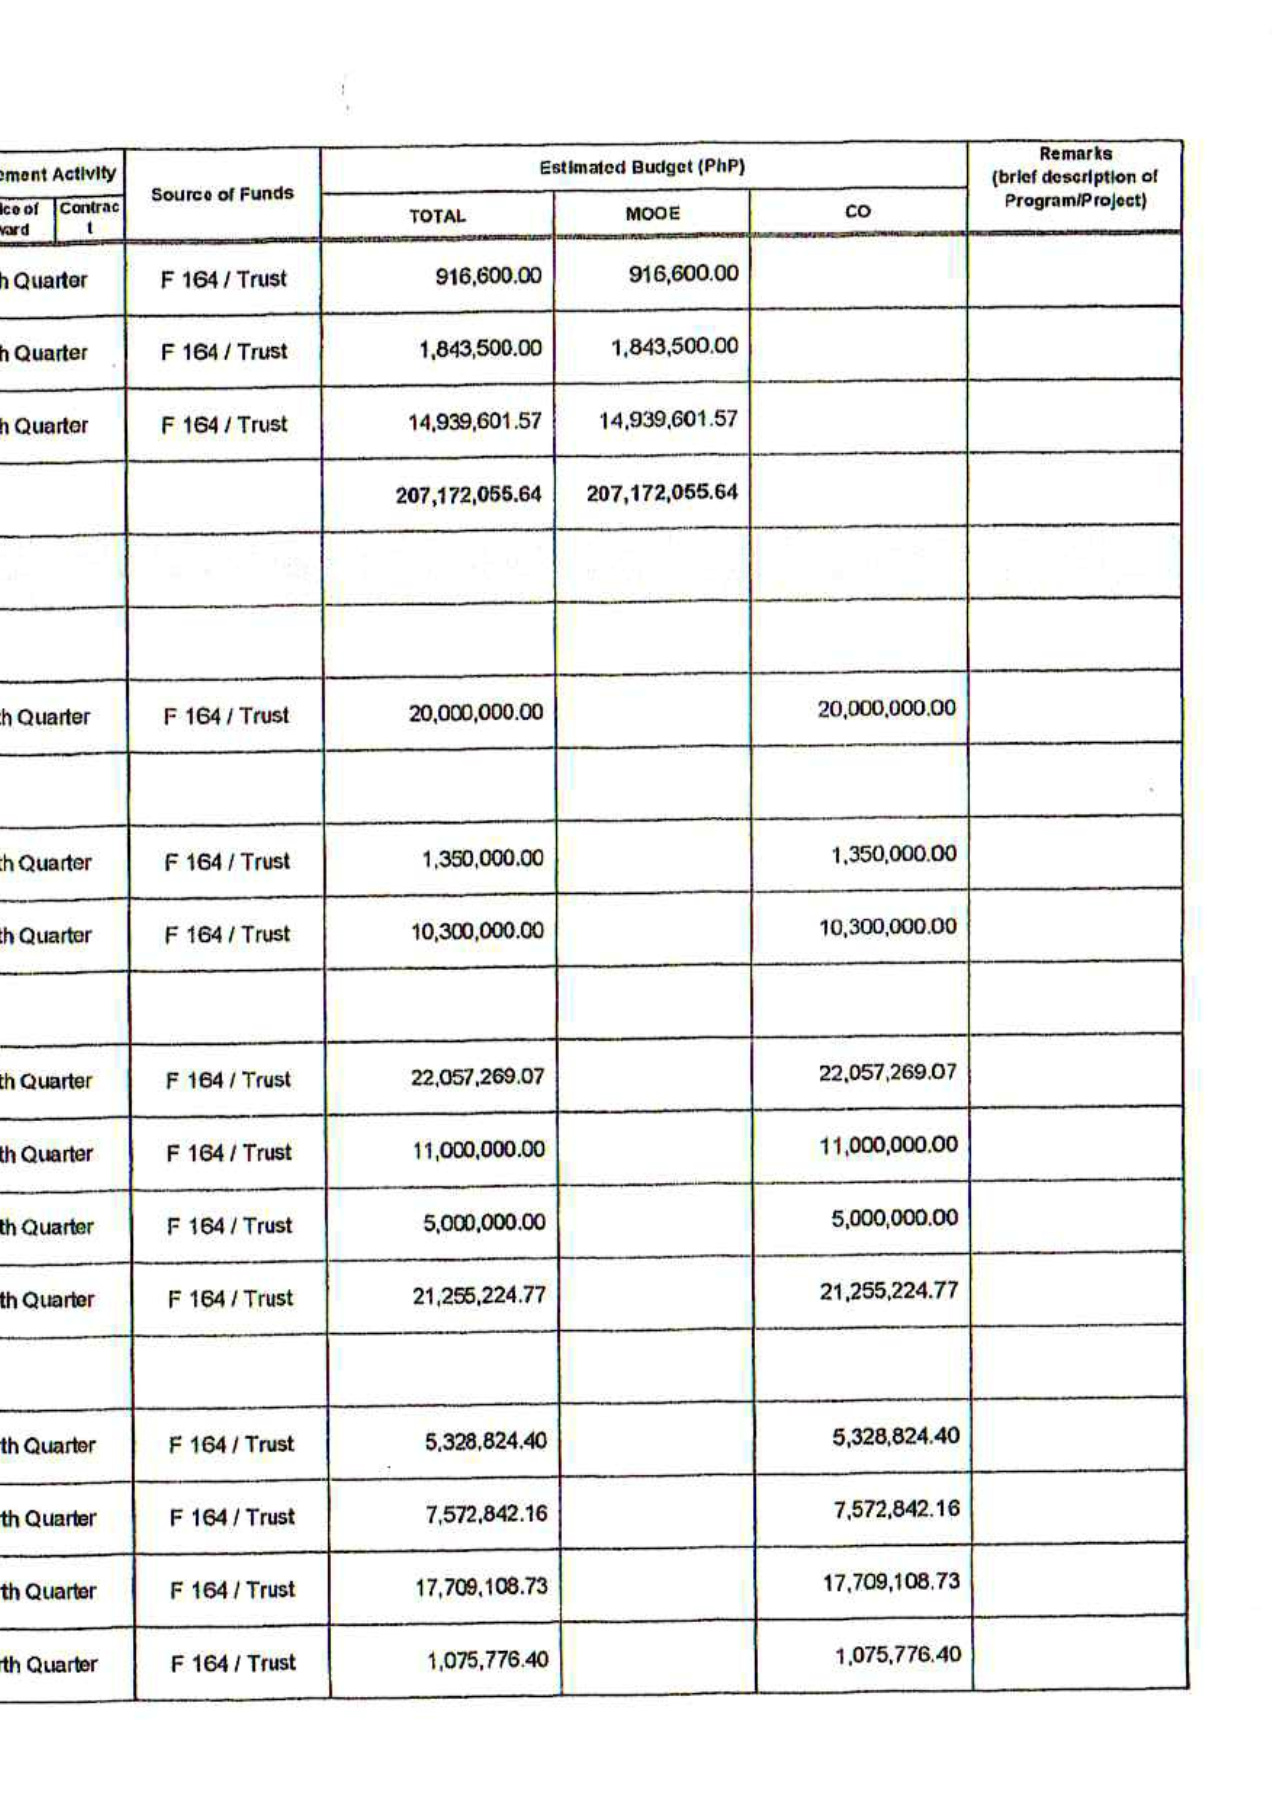 ement Activity
Source of Funds
Estimated Budget (PhP)
Remarks
(brief description of
Program/Project)
ice of
ward
Contrac
t
TOTAL MOOE CO
h Quarter F 164 / Trust 916,600.00 916,600.00
h Quarter F 164 / Trust 1,843,500.00 1,843,500.00
h Quarter F 164 / Trust 14,939,601.57 14,939,601.57
207,172,055.64 207,172,055.64
th Quarter F 164 / Trust 20,000,000.00 20,000,000.00
th Quarter F 164 / Trust 1,350,000.00 1,350,000.00
th Quarter F 164 / Trust 10,300,000.00 10,300,000.00
th Quarter F 164 / Trust 22,057,269.07 22,057,269.07
th Quarter F 164 / Trust 11,000,000.00 11,000,000.00
th Quarter F 164 / Trust 5,000,000.00 5,000,000.00
th Quarter F 164 / Trust 21,255,224.77 21,255,224.77
th Quarter F 164 / Trust 5,328,824.40 5,328,824.40
th Quarter F 164 / Trust 7,572,842.16 7,572,842.16
th Quarter F 164 / Trust 17,709,108.73 17,709,108.73
rth Quarter F 164 / Trust 1,075,776.40 1,075,776.40